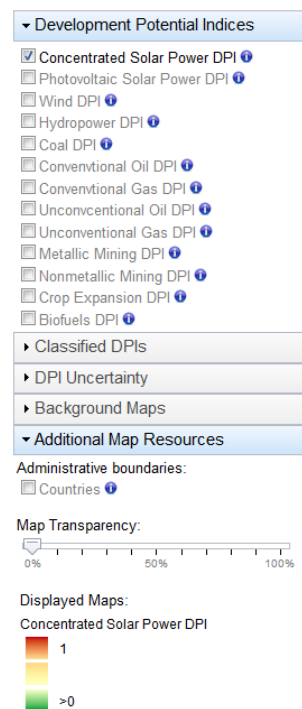 Development Potential Indices
Concentrated Solar Power DPI
Photovoltaic Solar Power DPI
Wind DPI
Hydropower DPI
Coal DPI
Convenvtional Oil DPI
Convenvtional Gas DPI
Unconvcentional Oil DPI
Unconventional Gas DPI
Metallic Mining DPI
Nonmetallic Mining DPI
Crop Expansion DPI
Biofuels DPI
Classified DPIs
DPI Uncertainty
Background Maps
Additional Map Resources
Administrative boundaries:
Countries
Map Transparency:
0% 50% 100%
Displayed Maps:
Concentrated Solar Power DPI
1
>0